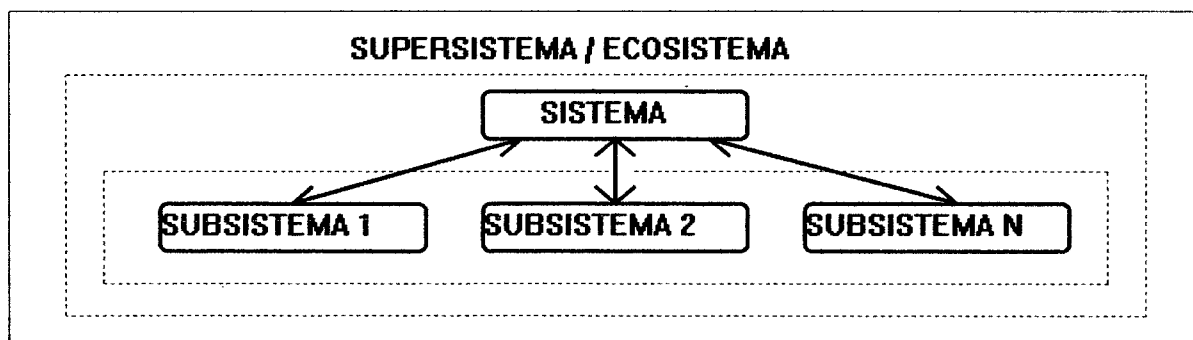 SUPERSISTEMA / ECOSISTEMA
SISTEMA
SUBSISTEMA 1
SUBSISTEMA 2
SUBSISTEMA N